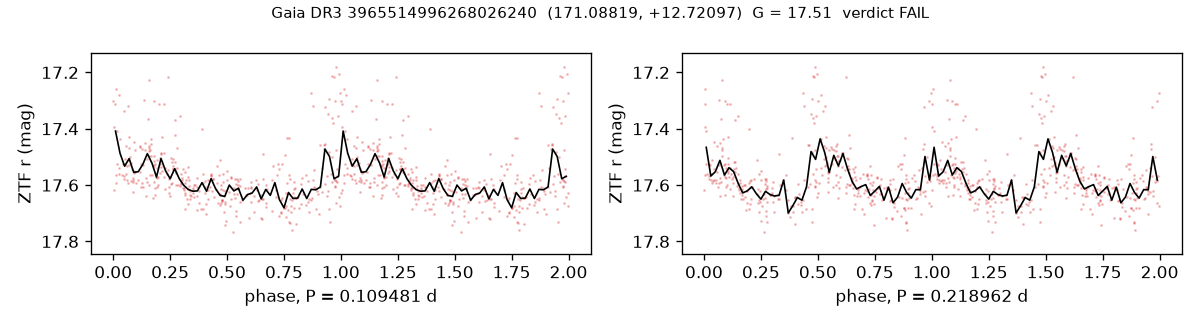 Gaia DR3 3965514996268026240  (171.08819, +12.72097)  G = 17.51  verdict FAIL
ZTF r (mag)
17.2
17.4
17.6
17.8
0.00 0.25 0.50 0.75 1.00 1.25 1.50 1.75 2.00
phase, P = 0.109481 d
ZTF r (mag)
17.2
17.4
17.6
17.8
0.00 0.25 0.50 0.75 1.00 1.25 1.50 1.75 2.00
phase, P = 0.218962 d